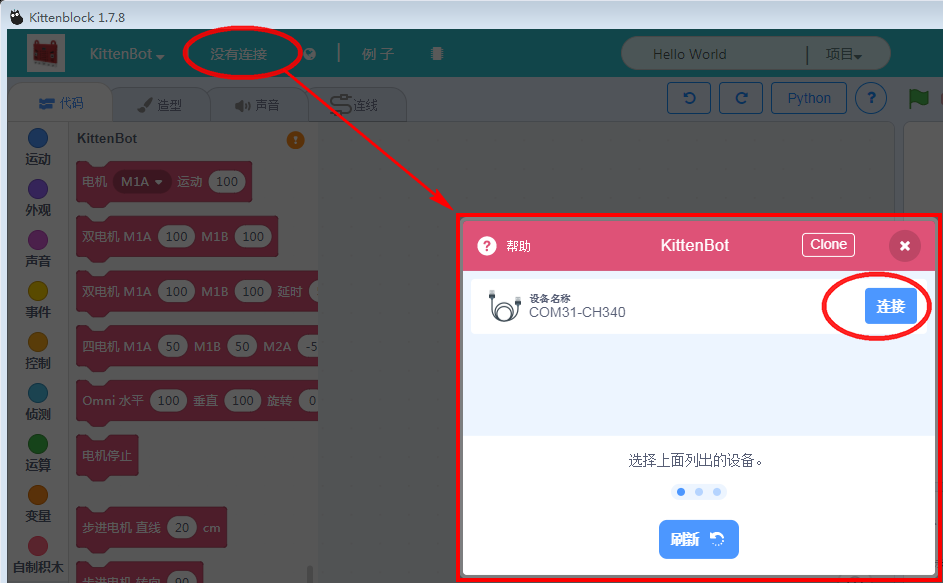 Kittenblock 1.7.8
KittenBot 没有连接 例子 Hello World 项目
代码 造型 声音 连线 Python ?
KittenBot
运动
外观
声音
事件
控制
侦测
运算
变量
自制积木
电机 M1A 运动 100
双电机 M1A 100 M1B 100
双电机 M1A 100 M1B 100 延时
四电机 M1A 50 M1B 50 M2A -5
Omni 水平 100 垂直 100 旋转 0
电机停止
步进电机 直线 20 cm
步进电机 转向 90
? 帮助 KittenBot Clone
设备名称
COM31-CH340
连接
选择上面列出的设备。
刷新